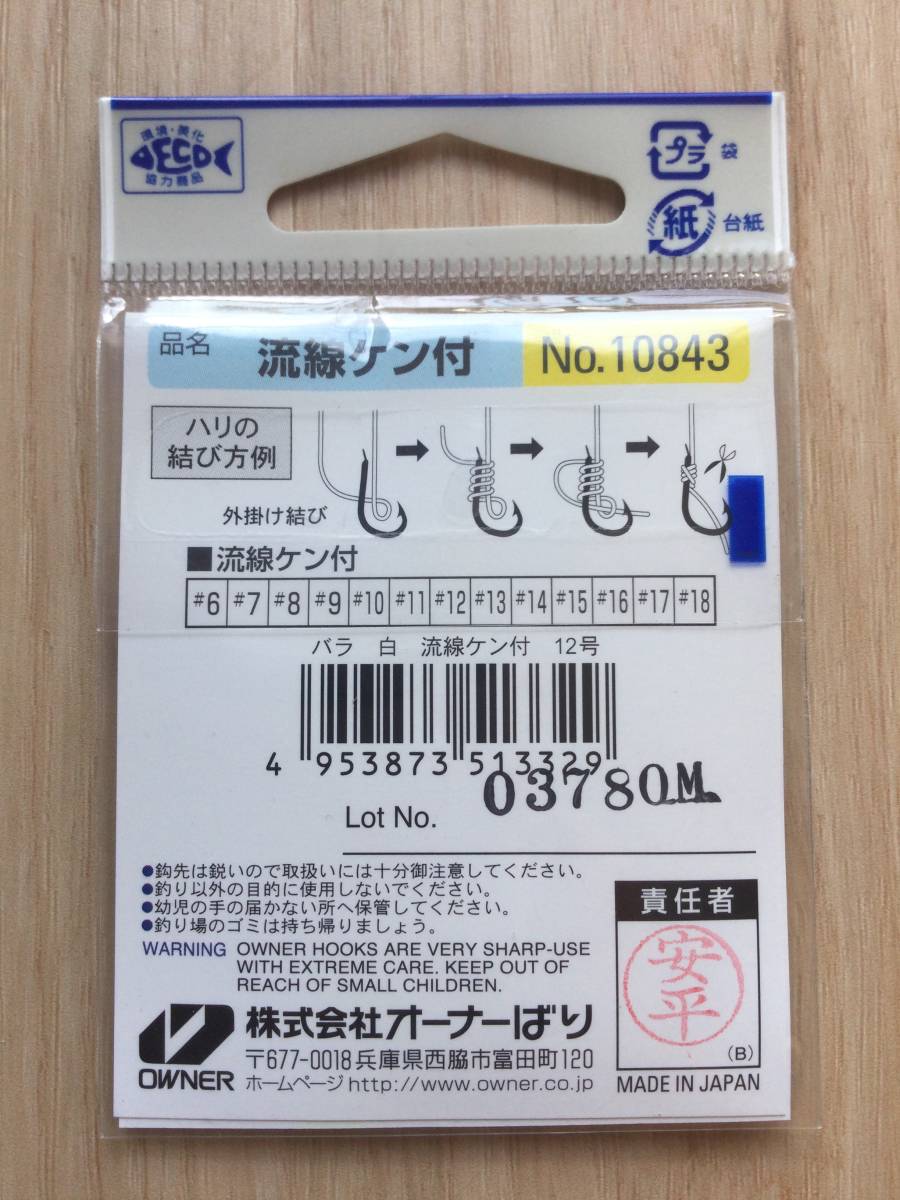 環境・美化
ECO
協力商品
プラ 袋
紙 台紙
品名 流線ケン付 No.10843
ハリの
結び方例
外掛け結び
■流線ケン付
#6 #7 #8 #9 #10 #11 #12 #13 #14 #15 #16 #17 #18
バラ 白 流線ケン付 12号
4 953873 513329
Lot No. 03780M
●鈎先は鋭いので取扱いには十分御注意してください。
●釣り以外の目的に使用しないでください。
●幼児の手の届かない所へ保管してください。
●釣り場のゴミは持ち帰りましょう。
WARNING OWNER HOOKS ARE VERY SHARP-USE
WITH EXTREME CARE. KEEP OUT OF
REACH OF SMALL CHILDREN.
責任者
安平
(B)
MADE IN JAPAN
OWNER
株式会社オーナーばり
〒677-0018兵庫県西脇市富田町120
ホームページ http://www.owner.co.jp